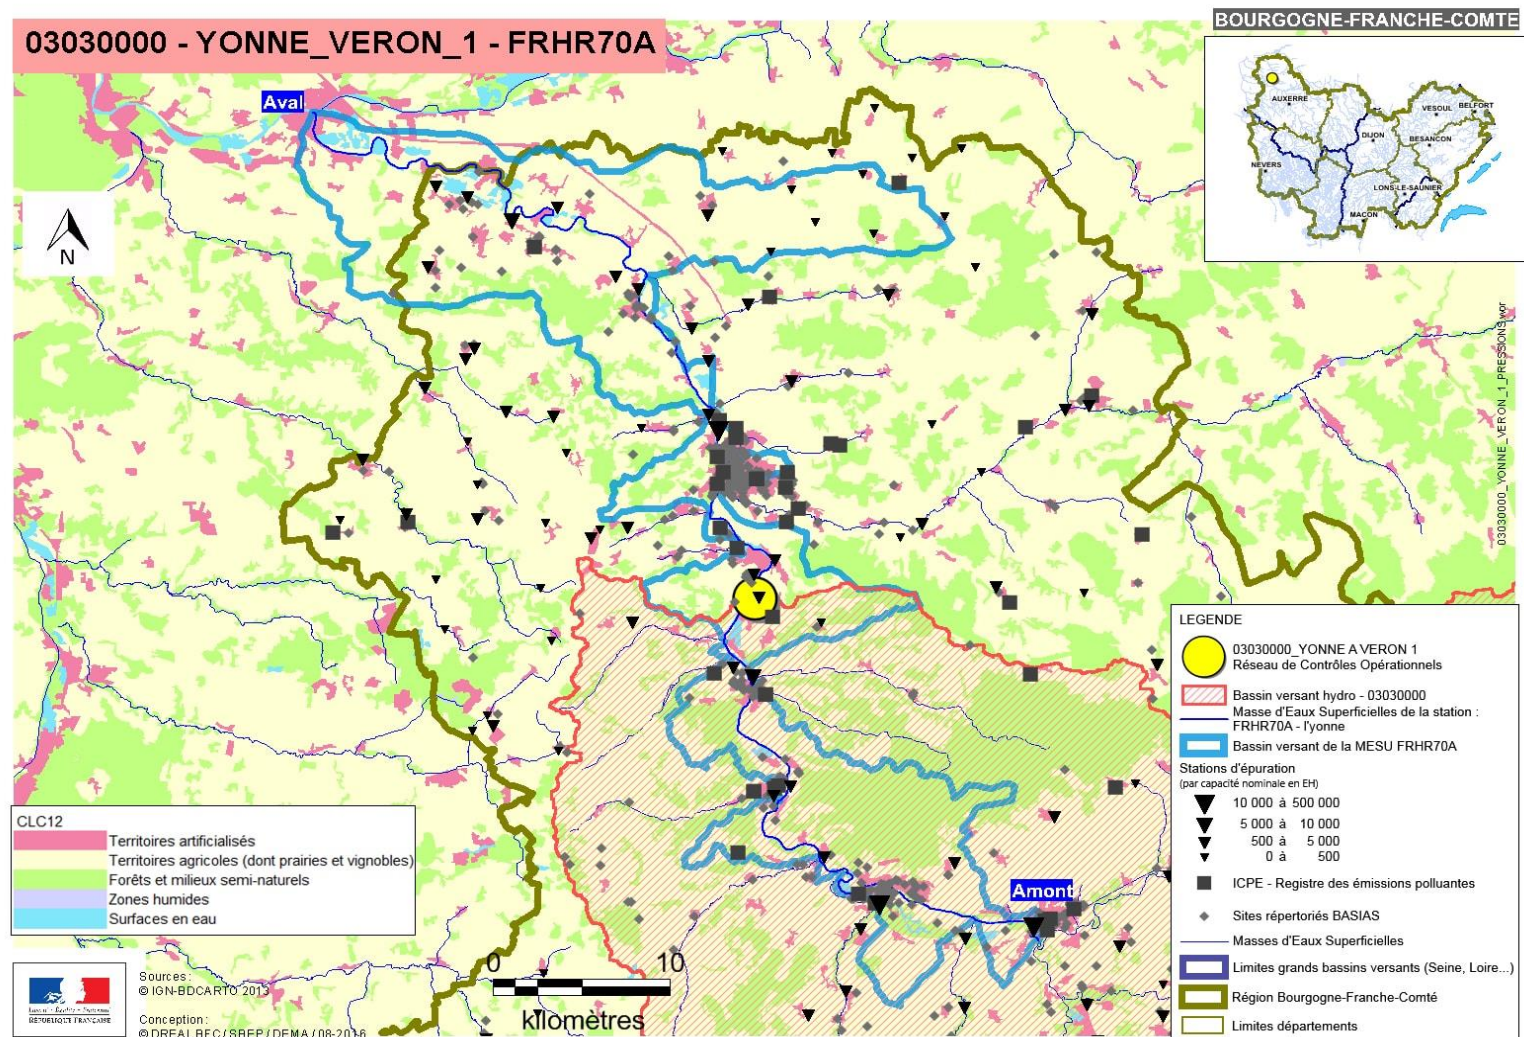 03030000 - YONNE_VERON_1 - FRHR70A
BOURGOGNE-FRANCHE-COMTE
AUXERRE
VESOUL
BELFORT
DIJON
BESANCON
NEVERS
LONS-LE-SAUNIER
MACON
Aval
N
03030000_YONNE_VERON_1_PRESSIONS.wor
Amont
LEGENDE
03030000_YONNE A VERON 1
Réseau de Contrôles Opérationnels
Bassin versant hydro - 03030000
Masse d'Eaux Superficielles de la station :
FRHR70A - l'yonne
Bassin versant de la MESU FRHR70A
Stations d'épuration
(par capacité nominale en EH)
10 000 à 500 000
5 000 à 10 000
500 à 5 000
0 à 500
ICPE - Registre des émissions polluantes
Sites répertoriés BASIAS
Masses d'Eaux Superficielles
Limites grands bassins versants (Seine, Loire...)
Région Bourgogne-Franche-Comté
Limites départements
CLC12
Territoires artificialisés
Territoires agricoles (dont prairies et vignobles)
Forêts et milieux semi-naturels
Zones humides
Surfaces en eau
0 10
kilomètres
Liberté • Égalité • Fraternité
RÉPUBLIQUE FRANÇAISE
Sources :
© IGN-BDCARTO 2013
Conception :
© DREAL BFC / SBEP / DEMA / 08-2016